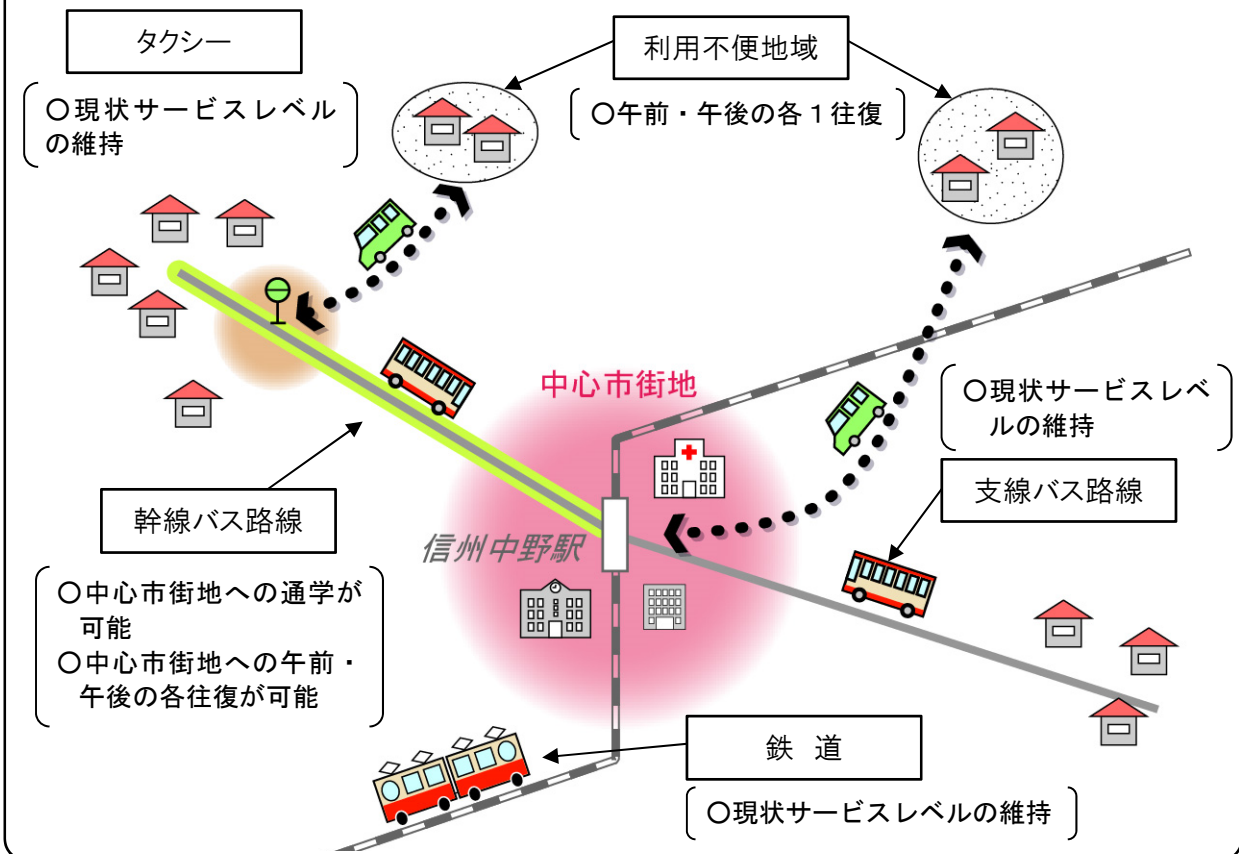 タクシー
〇現状サービスレベル
の維持
利用不便地域
〇午前・午後の各１往復
中心市街地
〇現状サービスレベ
ルの維持
支線バス路線
幹線バス路線
信州中野駅
〇中心市街地への通学が
可能
〇中心市街地への午前・
午後の各往復が可能
鉄 道
〇現状サービスレベルの維持